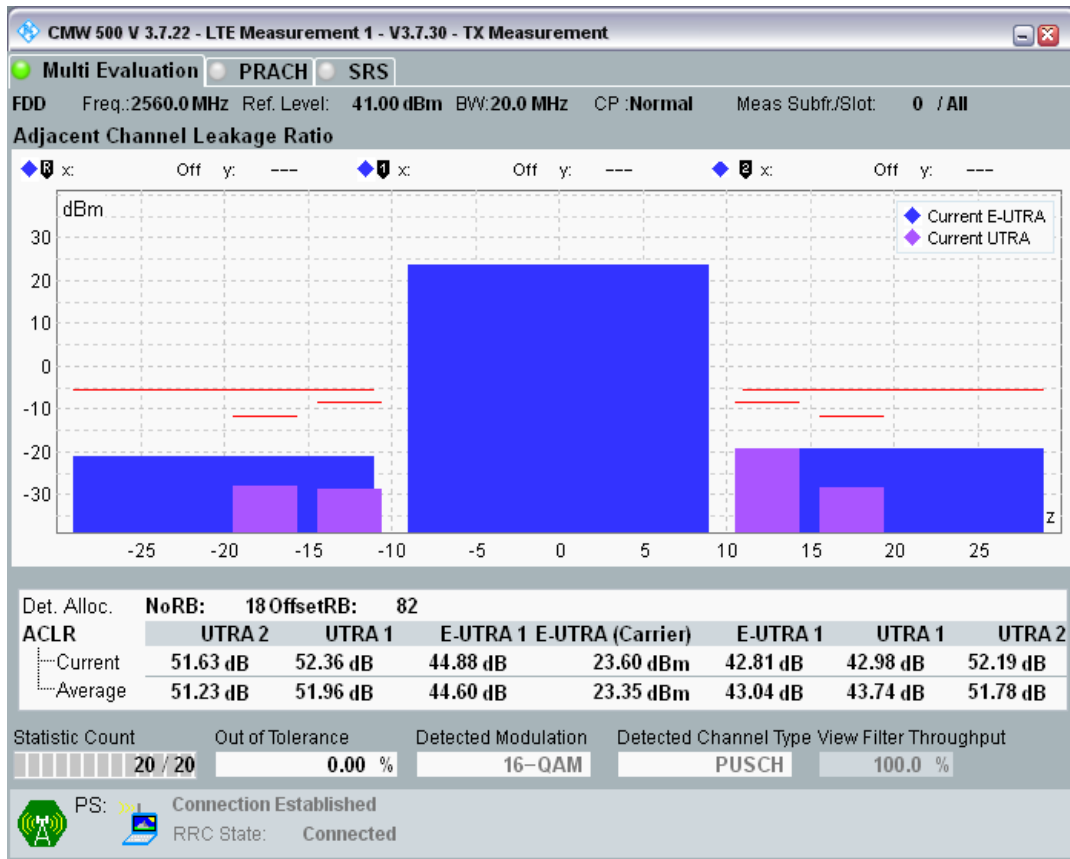 CMW 500 V 3.7.22 - LTE Measurement 1 - V3.7.30 - TX Measurement
Multi Evaluation PRACH SRS
FDD Freq.:2560.0 MHz Ref. Level: 41.00 dBm BW:20.0 MHz CP :Normal Meas Subfr./Slot: 0 / All
Adjacent Channel Leakage Ratio
R x: Off y: --- 1 x: Off y: --- 2 x: Off y: ---
dBm
Current E-UTRA
Current UTRA
30
20
10
0
-10
-20
-30
z
-25 -20 -15 -10 -5 0 5 10 15 20 25
Det. Alloc. NoRB: 18 OffsetRB: 82
ACLR UTRA 2 UTRA 1 E-UTRA 1 E-UTRA (Carrier) E-UTRA 1 UTRA 1 UTRA 2
Current 51.63 dB 52.36 dB 44.88 dB 23.60 dBm 42.81 dB 42.98 dB 52.19 dB
Average 51.23 dB 51.96 dB 44.60 dB 23.35 dBm 43.04 dB 43.74 dB 51.78 dB
Statistic Count Out of Tolerance Detected Modulation Detected Channel Type View Filter Throughput
20 / 20 0.00 % 16-QAM PUSCH 100.0 %
PS: Connection Established
RRC State: Connected